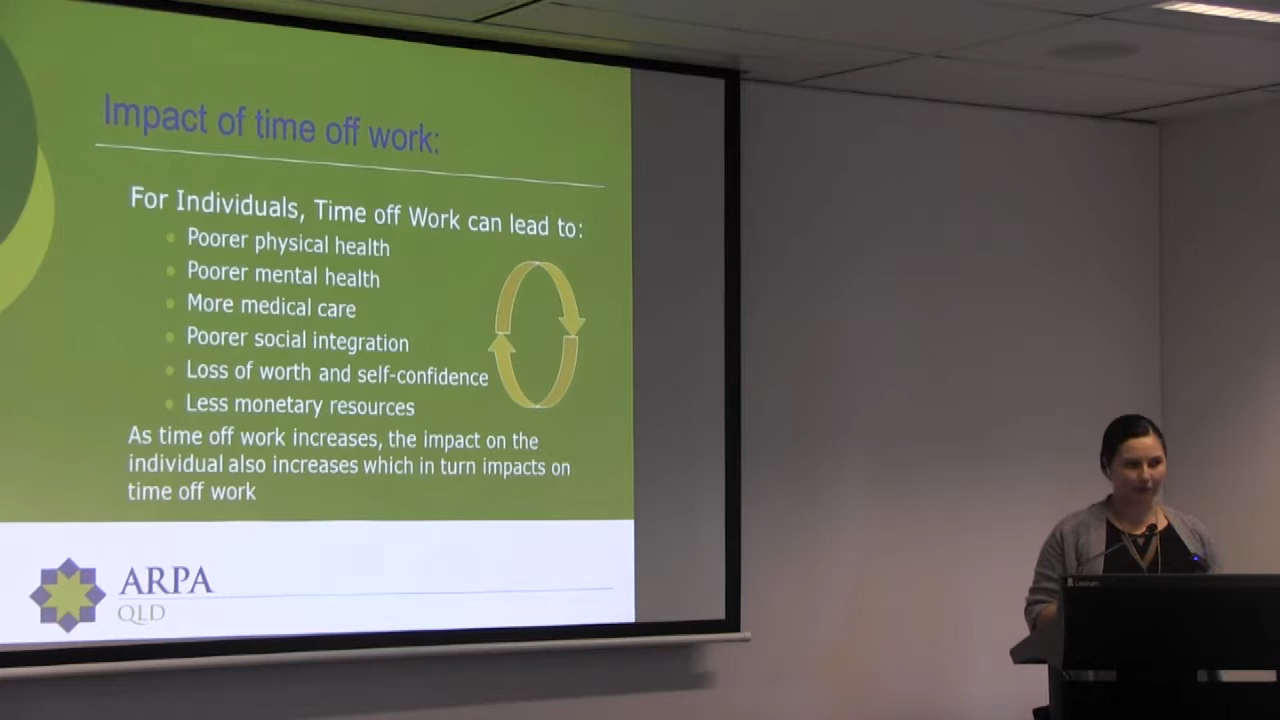 Impact of time off work:
For Individuals, Time off Work can lead to:
Poorer physical health
Poorer mental health
More medical care
Poorer social integration
Loss of worth and self-confidence
Less monetary resources
As time off work increases, the impact on the
individual also increases which in turn impacts on
time off work
ARPA
QLD